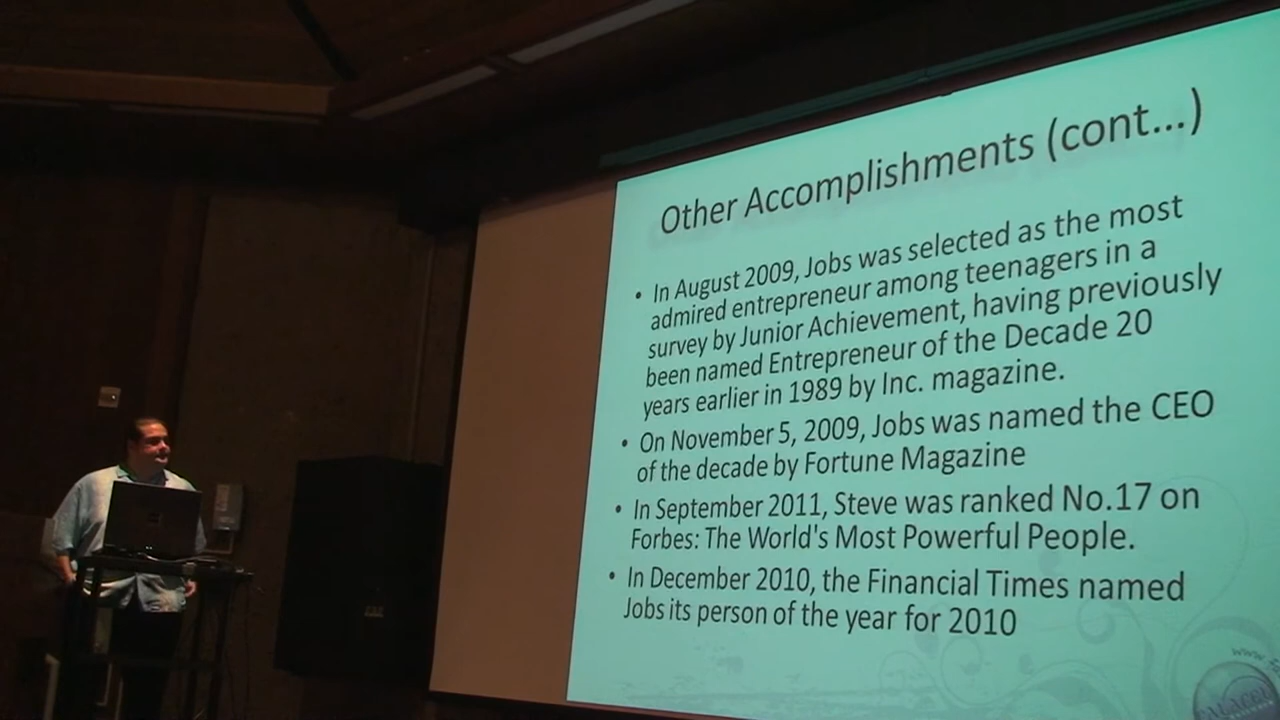 Other Accomplishments (cont...)
• In August 2009, Jobs was selected as the most
admired entrepreneur among teenagers in a
survey by Junior Achievement, having previously
been named Entrepreneur of the Decade 20
years earlier in 1989 by Inc. magazine.
• On November 5, 2009, Jobs was named the CEO
of the decade by Fortune Magazine
• In September 2011, Steve was ranked No.17 on
Forbes: The World's Most Powerful People.
• In December 2010, the Financial Times named
Jobs its person of the year for 2010